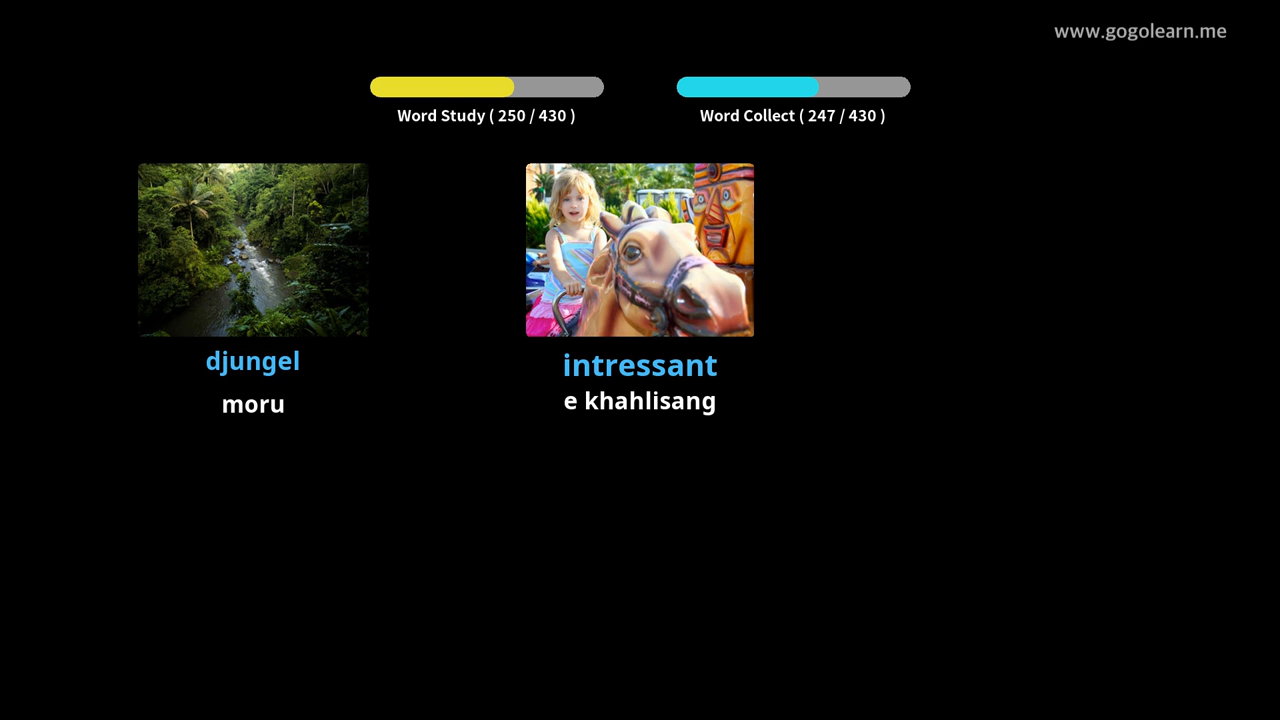 www.gogolearn.me
Word Study ( 250 / 430 )
Word Collect ( 247 / 430 )
djungel
moru
intressant
e khahlisang